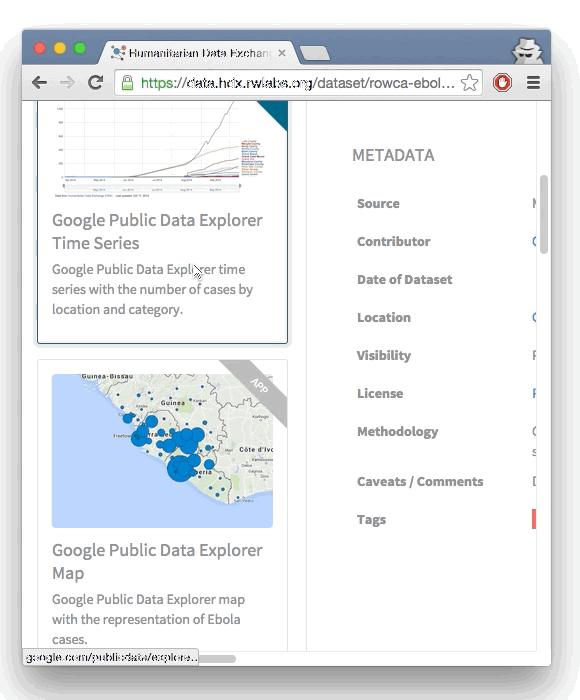 Humanitarian Data Exchang
https://data.hdx.rwlabs.org/dataset/rowca-ebol...
METADATA
Google Public Data Explorer
Time Series
Google Public Data Explorer time
series with the number of cases by
location and category.
Source
Contributor
Date of Dataset
Location
Visibility
License
Methodology
Caveats / Comments
Tags
APP
Guinea-Bissau
Guinea
Freetown
Côte d'Iv
Google Public Data Explorer
Map
Google Public Data Explorer map
with the representation of Ebola
cases.
google.com/publicdata/explore...